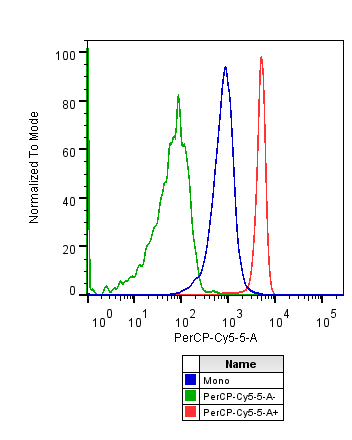 100
80
60
40
20
0
Normalized To Mode
10^0 10^1 10^2 10^3 10^4 10^5
PerCP-Cy5-5-A
Name
Mono
PerCP-Cy5-5-A-
PerCP-Cy5-5-A+